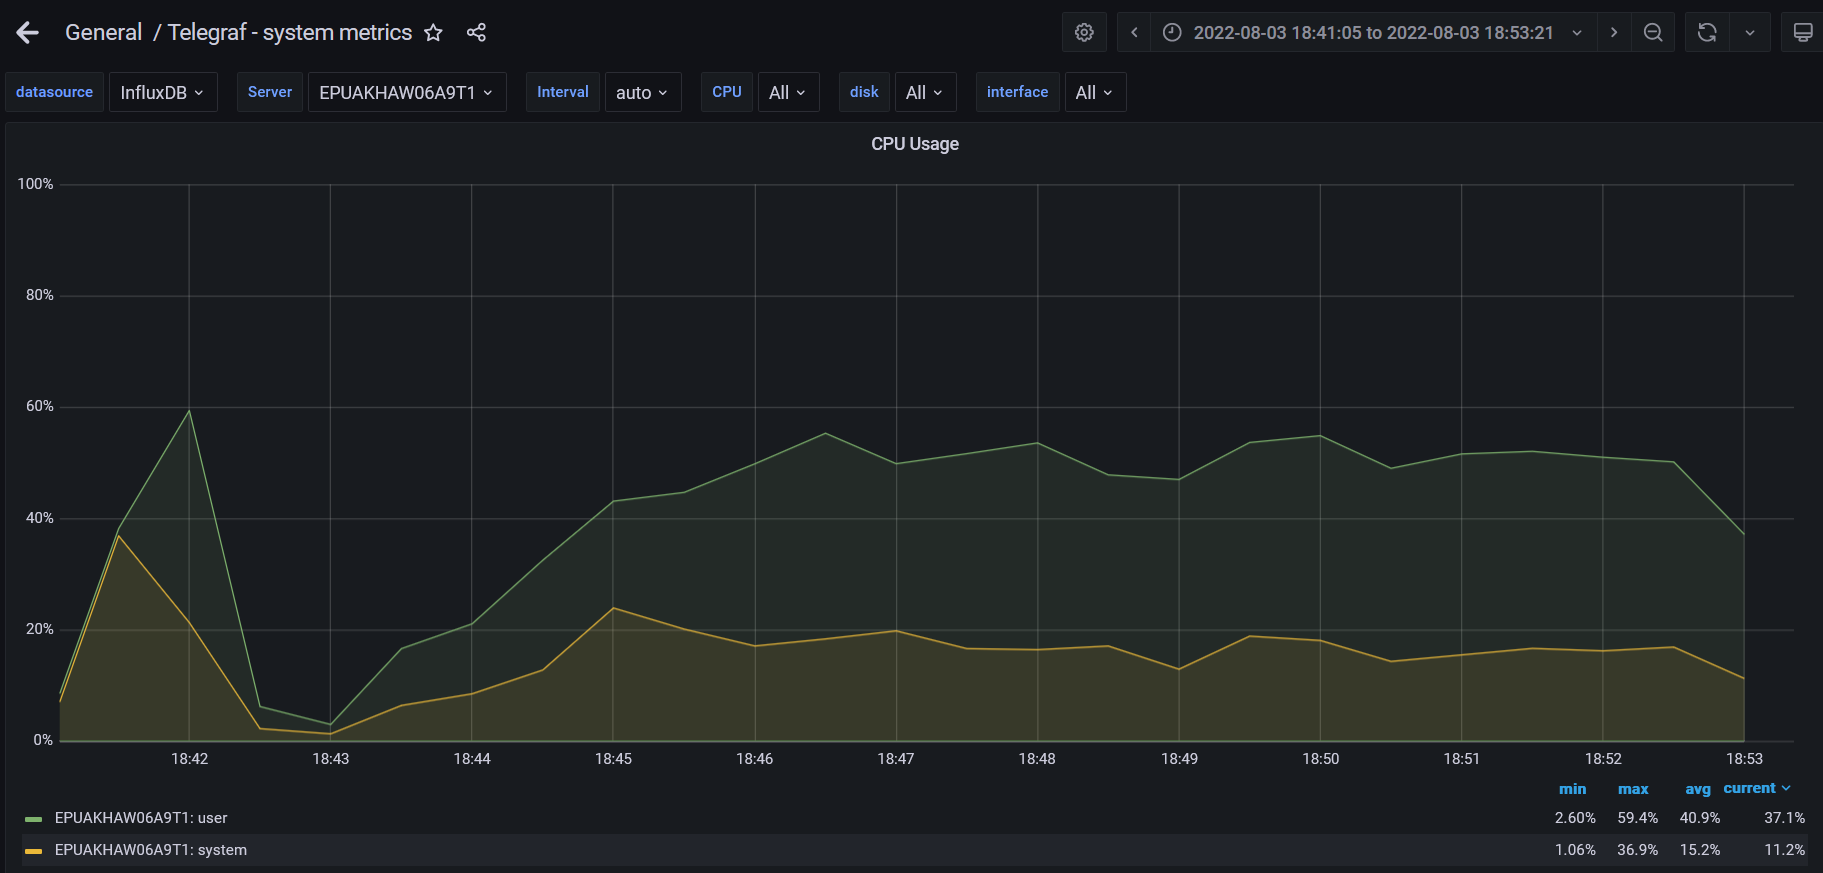 General / Telegraf - system metrics
2022-08-03 18:41:05 to 2022-08-03 18:53:21
datasource InfluxDB Server EPUAKHAW06A9T1 Interval auto CPU All disk All interface All
CPU Usage
100%
80%
60%
40%
20%
0%
18:42 18:43 18:44 18:45 18:46 18:47 18:48 18:49 18:50 18:51 18:52 18:53
min max avg current
EPUAKHAW06A9T1: user 2.60% 59.4% 40.9% 37.1%
EPUAKHAW06A9T1: system 1.06% 36.9% 15.2% 11.2%